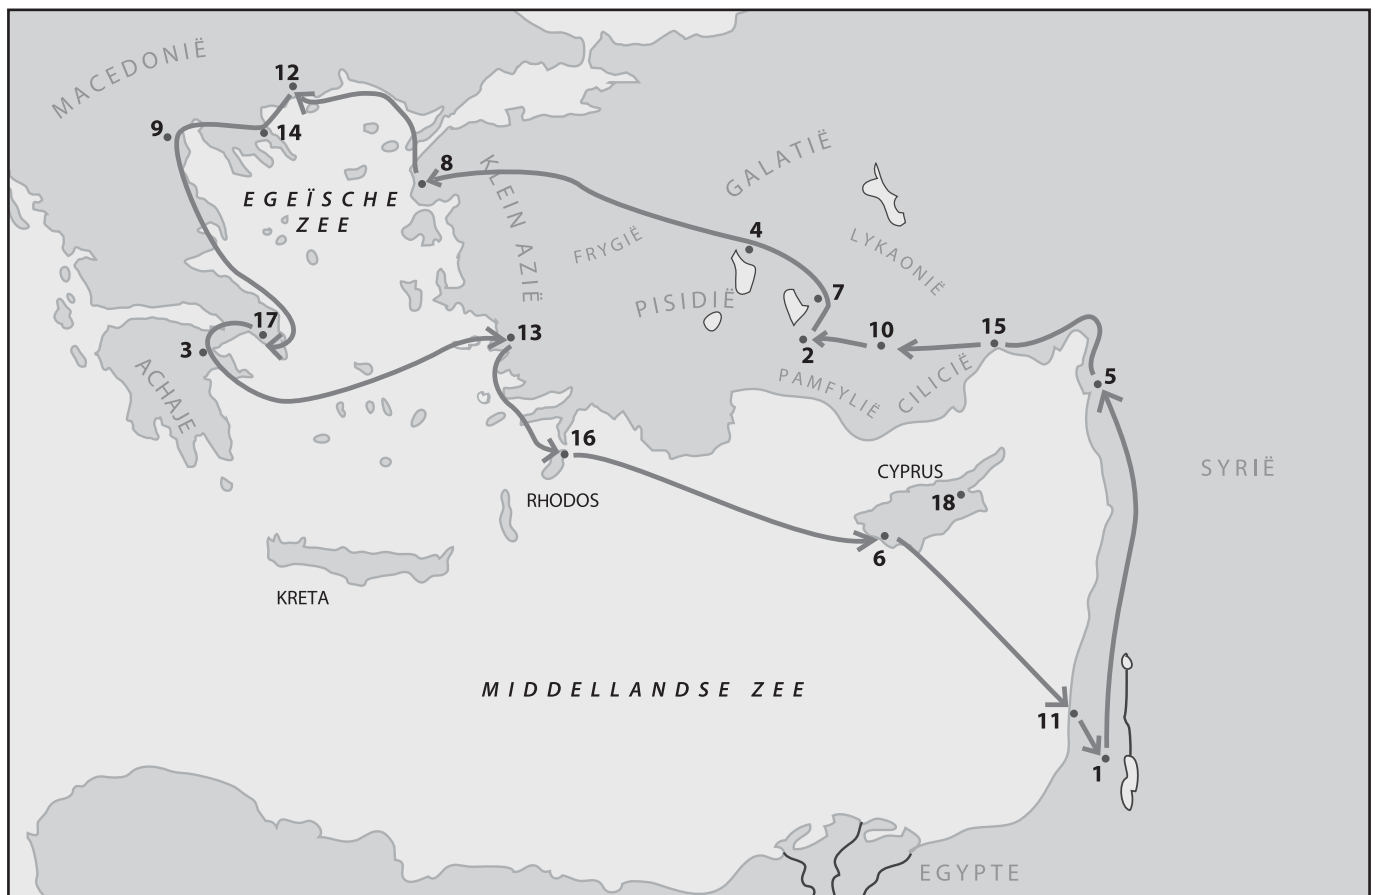 MACEDONIË
12
9
14
8
EGEÏSCHE
ZEE
KLEIN AZIË
GALATIË
4
FRYGIË
LYKAONIË
PISIDIË
7
17
3
13
2
10
15
ACHAJE
PAMFYLIË
CILICIË
5
16
RHODOS
CYPRUS
18
SYRIË
6
KRETA
MIDDELLANDSE ZEE
11
1
EGYPTE